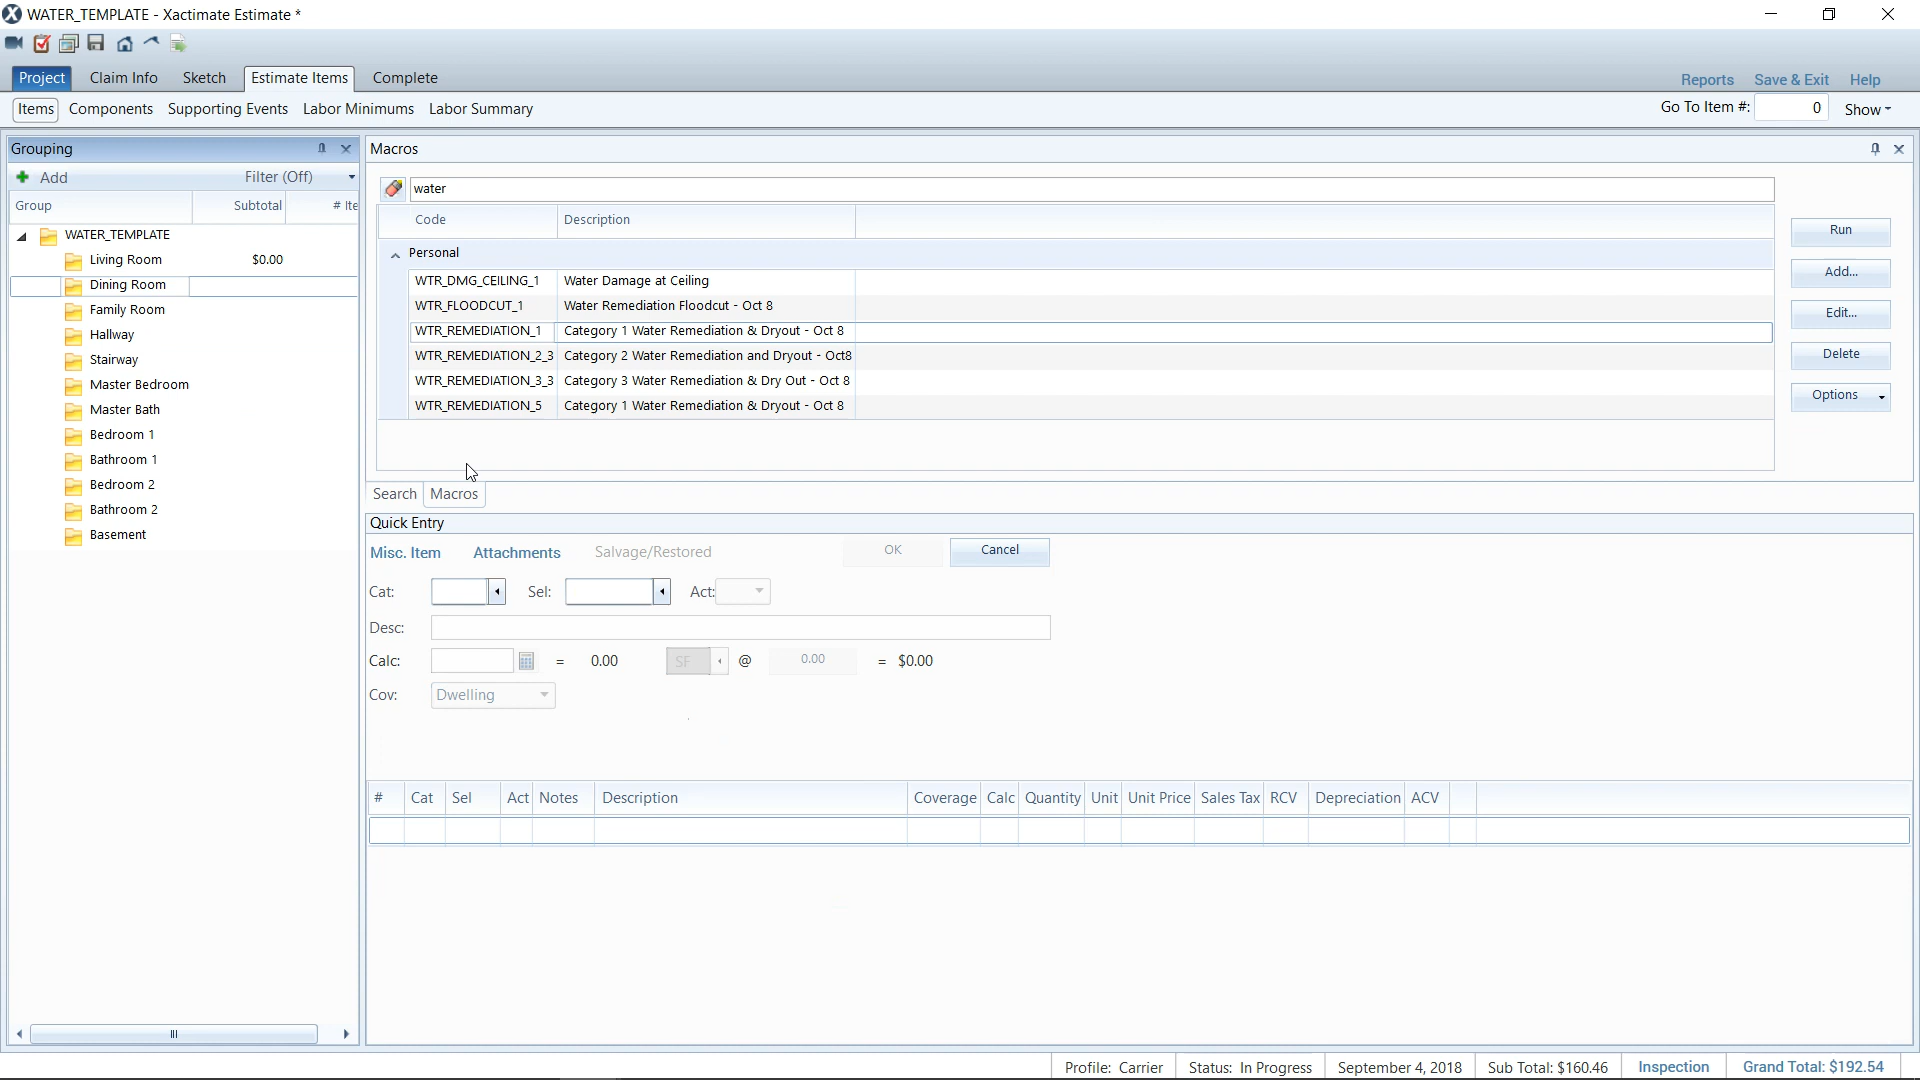 WATER_TEMPLATE - Xactimate Estimate *
Project Claim Info Sketch Estimate Items Complete
Reports Save & Exit Help
Items Components Supporting Events Labor Minimums Labor Summary
Go To Item #: 0 Show
Grouping
Add Filter (Off)
Group Subtotal # Ite
WATER_TEMPLATE
Living Room $0.00
Dining Room
Family Room
Hallway
Stairway
Master Bedroom
Master Bath
Bedroom 1
Bathroom 1
Bedroom 2
Bathroom 2
Basement
Macros
water
Code Description
Personal
WTR_DMG_CEILING_1 Water Damage at Ceiling
WTR_FLOODCUT_1 Water Remediation Floodcut - Oct 8
WTR_REMEDIATION_1 Category 1 Water Remediation & Dryout - Oct 8
WTR_REMEDIATION_2_3 Category 2 Water Remediation and Dryout - Oct8
WTR_REMEDIATION_3_3 Category 3 Water Remediation & Dry Out - Oct 8
WTR_REMEDIATION_5 Category 1 Water Remediation & Dryout - Oct 8
Run
Add...
Edit...
Delete
Options
Search Macros
Quick Entry
Misc. Item Attachments Salvage/Restored OK Cancel
Cat: Sel: Act:
Desc:
Calc: = 0.00 SF @ 0.00 = $0.00
Cov: Dwelling
# Cat Sel Act Notes Description Coverage Calc Quantity Unit Unit Price Sales Tax RCV Depreciation ACV
Profile: Carrier Status: In Progress September 4, 2018 Sub Total: $160.46 Inspection Grand Total: $192.54